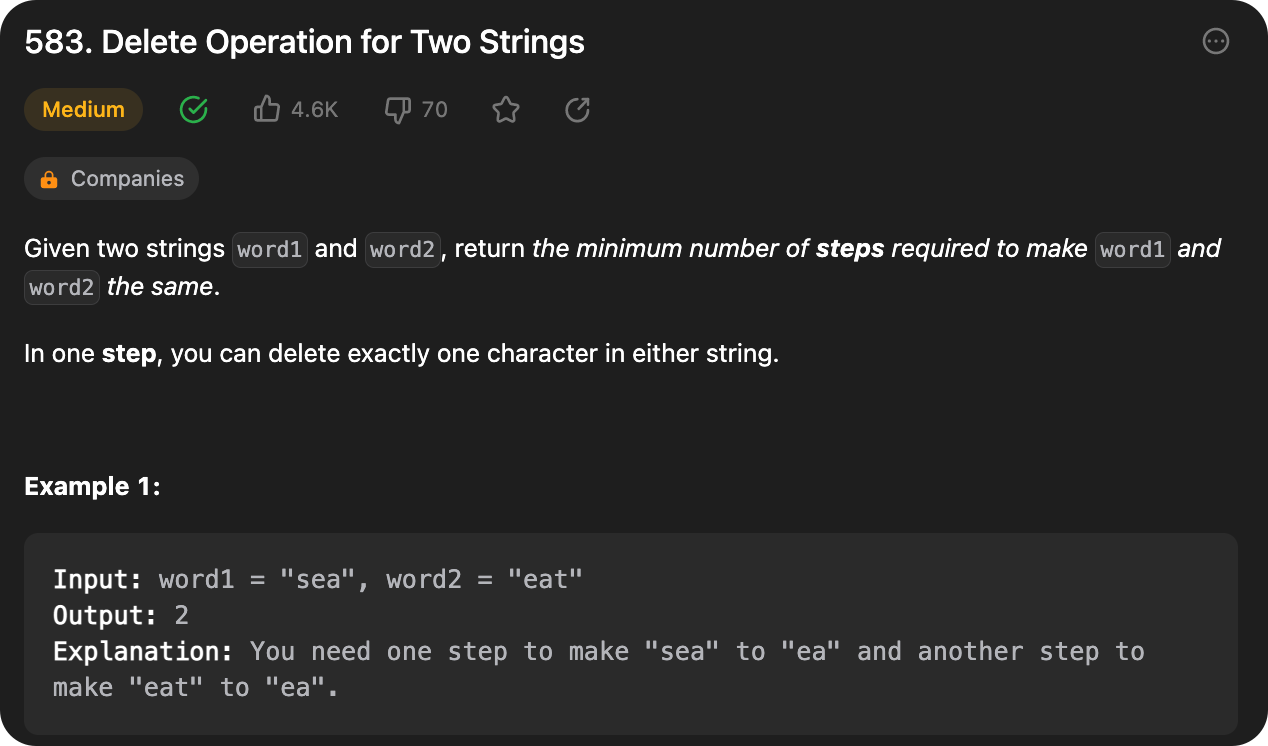 583. Delete Operation for Two Strings
Medium 4.6K 70
Companies
Given two strings word1 and word2, return the minimum number of steps required to make word1 and
word2 the same.
In one step, you can delete exactly one character in either string.
Example 1:
Input: word1 = "sea", word2 = "eat"
Output: 2
Explanation: You need one step to make "sea" to "ea" and another step to
make "eat" to "ea".